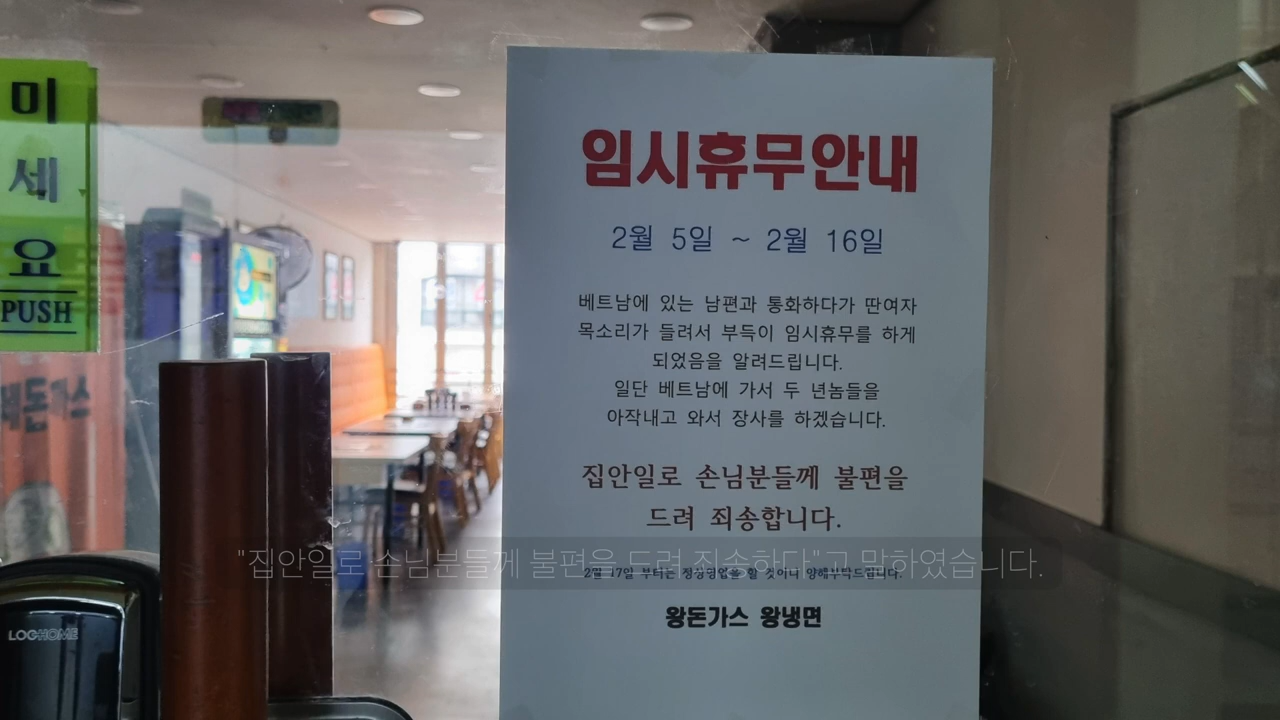 미
세
요
PUSH
돈가스
LOGHOME
임시휴무안내
2월 5일 ~ 2월 16일
베트남에 있는 남편과 통화하다가 딴여자
목소리가 들려서 부득이 임시휴무를 하게
되었음을 알려드립니다.
일단 베트남에 가서 두 년놈들을
아작내고 와서 장사를 하겠습니다.
집안일로 손님분들께 불편을
드려 죄송합니다.
"집안일로 손님분들께 불편을 드려 죄송하다"고 말하였습니다.
2월 17일 부터는 정상영업을 할 것이니 양해부탁드립니다.
왕돈가스 왕냉면